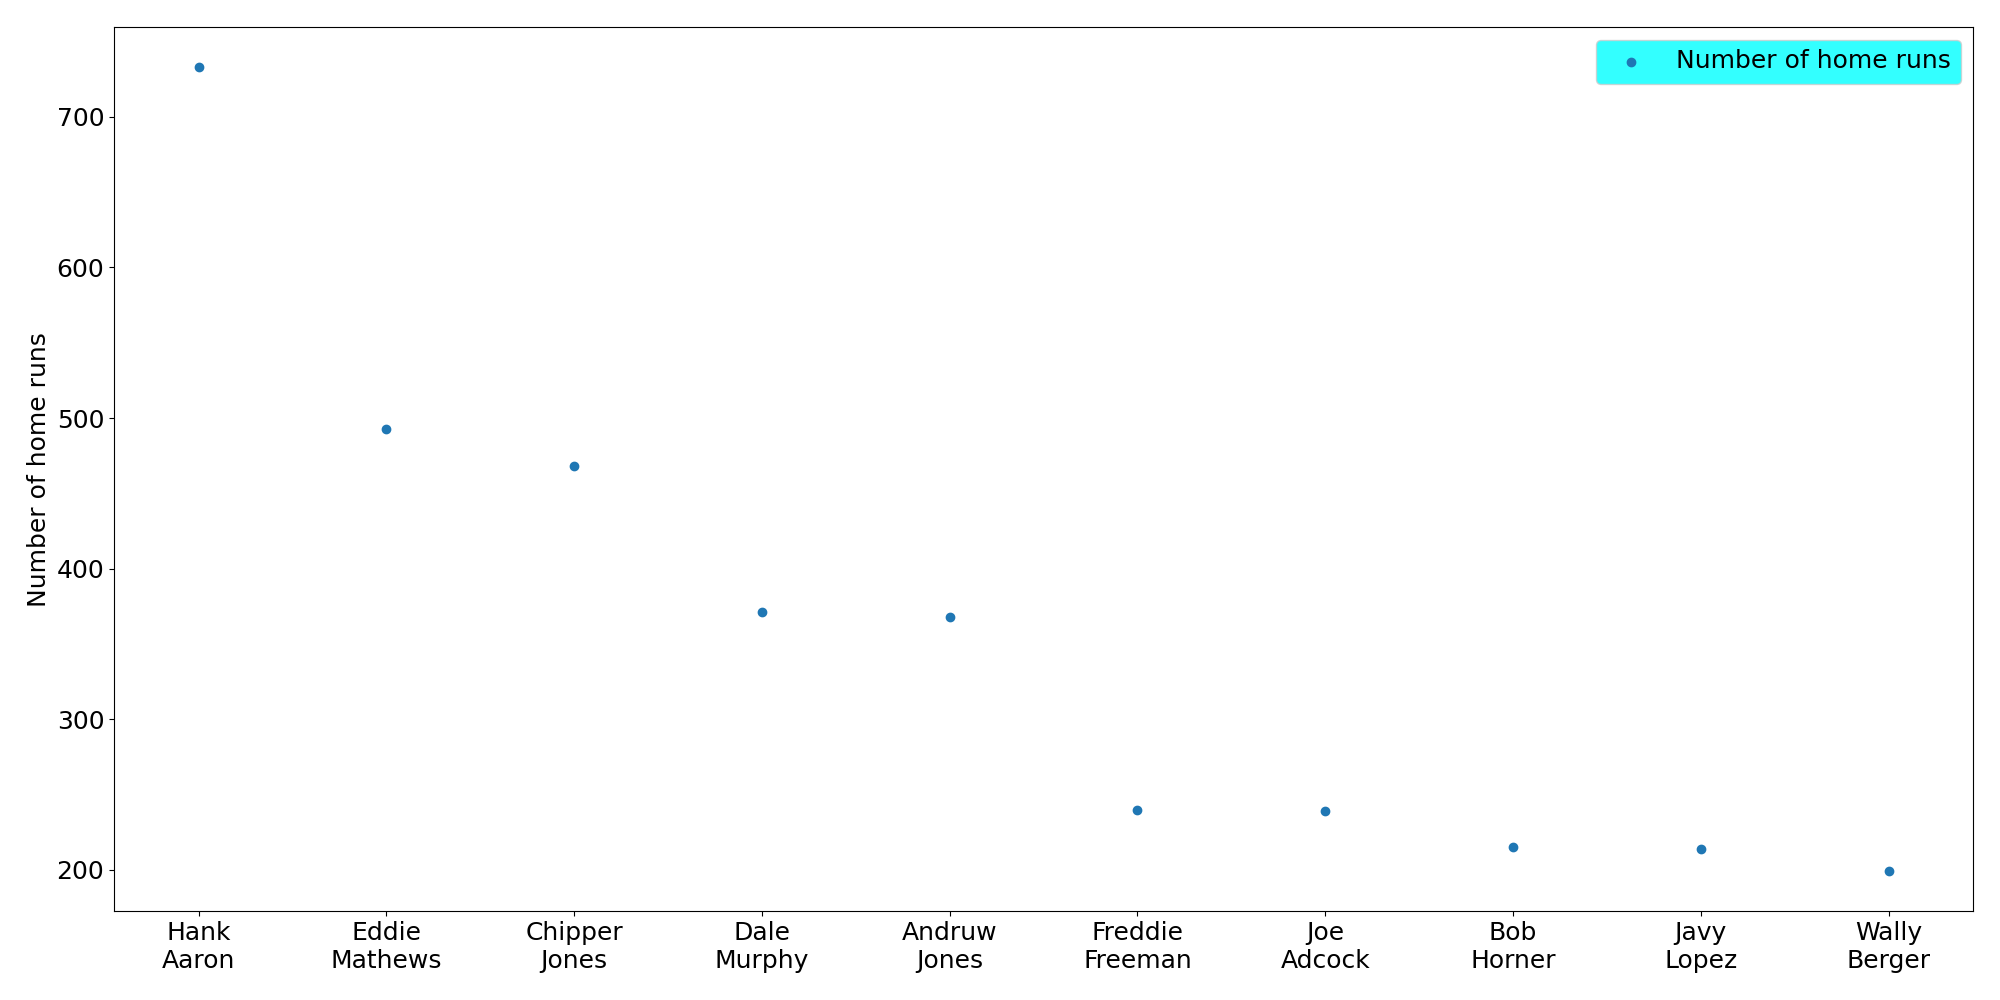 Number of home runs
700
600
500
400
300
200
Number of home runs
Hank
Aaron
Eddie
Mathews
Chipper
Jones
Dale
Murphy
Andruw
Jones
Freddie
Freeman
Joe
Adcock
Bob
Horner
Javy
Lopez
Wally
Berger